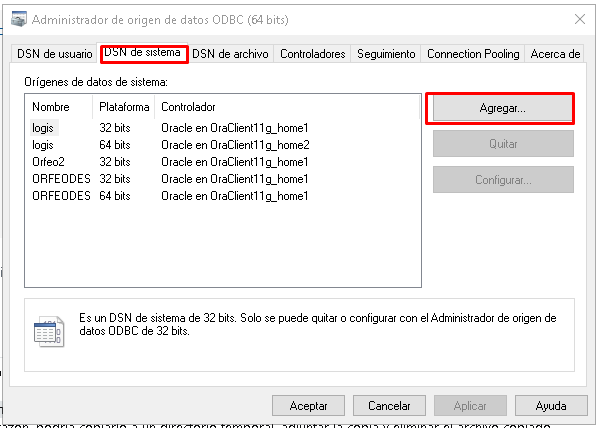 Administrador de origen de datos ODBC (64 bits)
DSN de usuario DSN de sistema DSN de archivo Controladores Seguimiento Connection Pooling Acerca de
Orígenes de datos de sistema:
Nombre Plataforma Controlador
logis 32 bits Oracle en OraClient11g_home1
logis 64 bits Oracle en OraClient11g_home2
Orfeo2 32 bits Oracle en OraClient11g_home1
ORFEODES 32 bits Oracle en OraClient11g_home1
ORFEODES 64 bits Oracle en OraClient11g_home1
Agregar...
Quitar
Configurar...
Es un DSN de sistema de 32 bits. Solo se puede quitar o configurar con el Administrador de origen de
datos ODBC de 32 bits.
Aceptar Cancelar Aplicar Ayuda